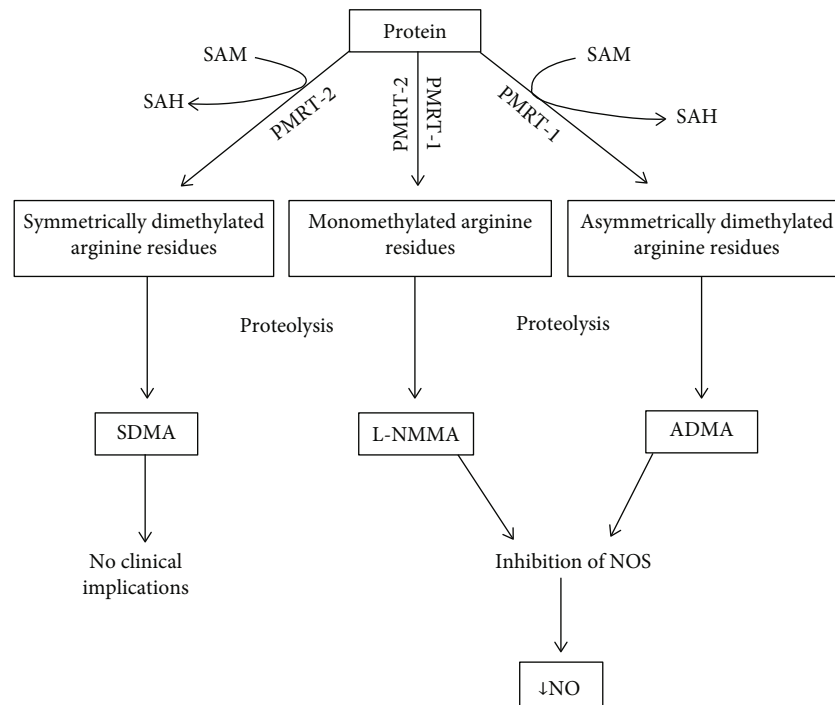 Protein
SAM
SAM
SAH
SAH
PMRT-2
PMRT-2
PMRT-1
PMRT-1
Symmetrically dimethylated
arginine residues
Monomethylated arginine
residues
Asymmetrically dimethylated
arginine residues
Proteolysis
Proteolysis
SDMA
L-NMMA
ADMA
No clinical
implications
Inhibition of NOS
↓NO